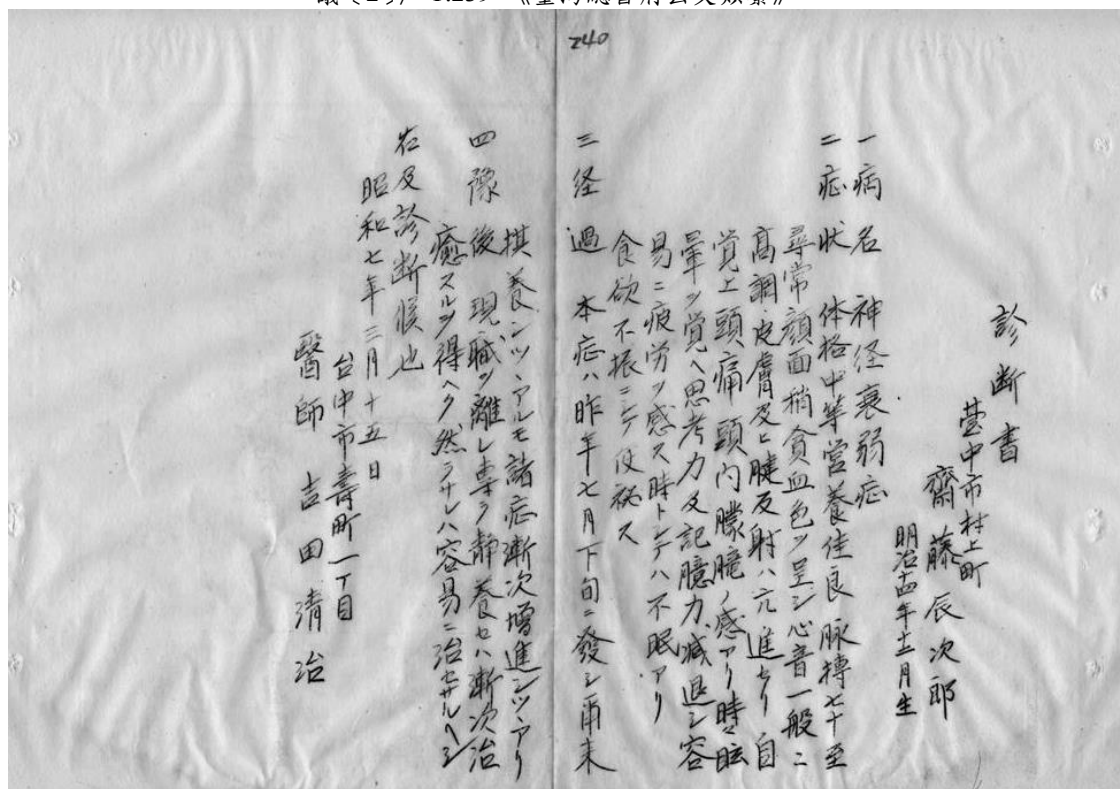 240
診断書
臺中市村上町
齋藤辰次郎
明治十四年十二月生
一病名 神経衰弱症
二症状 体格中等営養佳良脈搏七十至
尋常顔面稍貧血色ヲ呈シ心音一般ニ
高調皮膚及ヒ腱反射ハ亢進セリ自
覚上頭痛頭内朦朧ノ感アリ時々眩
暈ヲ覚ヘ思考力及記臆力減退シ容
易ニ疲労ヲ感ス時トシテハ不眠アリ
食欲不振ニシテ便祕ス
三経過 本症ハ昨年七月下旬ニ發シ爾来
養シツヽアルモ諸症漸次増進シツヽアリ
四豫後 現職ヲ離レ専ラ靜養セハ漸次治
癒スルヲ得ヘク然ラサレハ容易ニ治セサルヘシ
右及診断候也
昭和七年三月十五日
台中市壽町一丁目
醫師 吉田清治